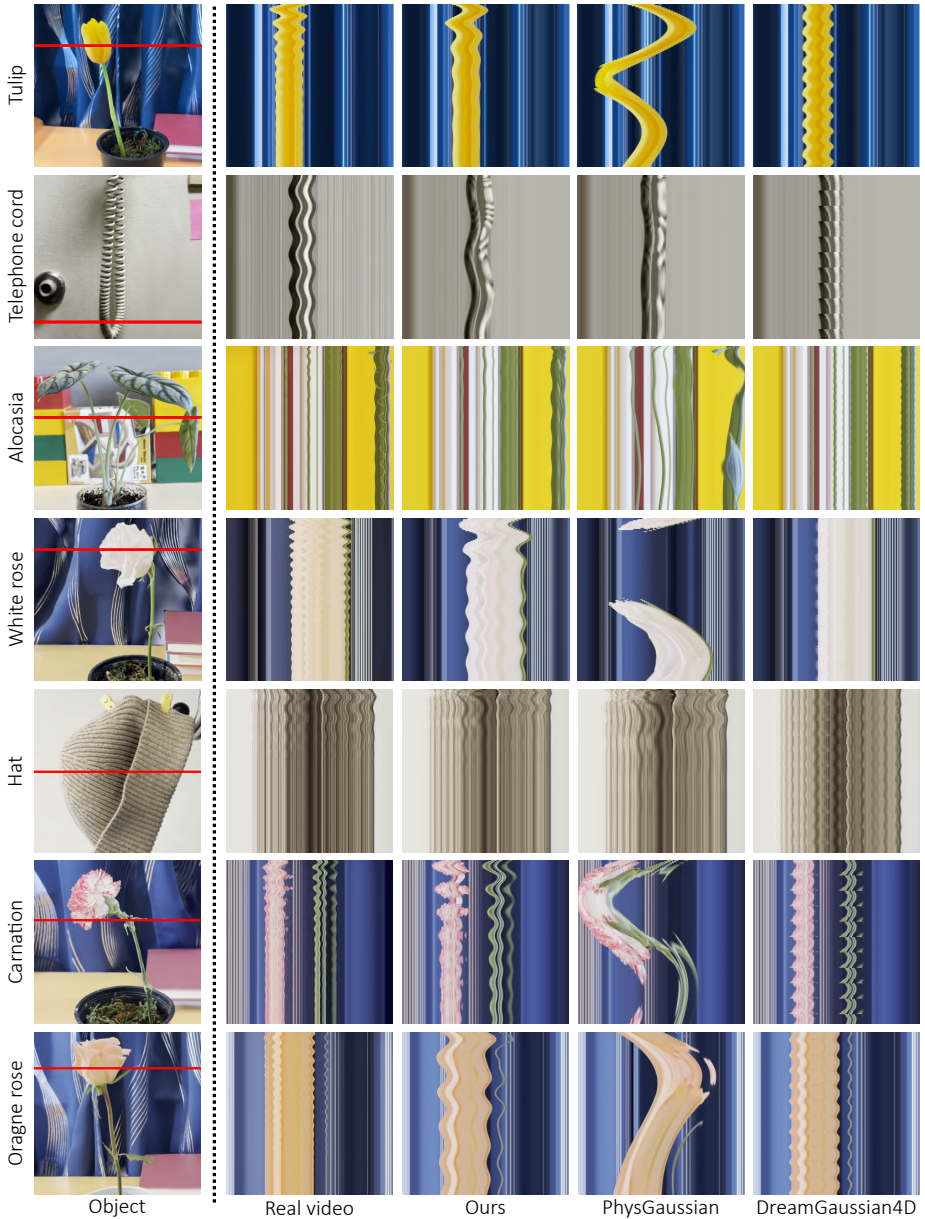 Tulip
Telephone cord
Alocasia
White rose
Hat
Carnation
Oragne rose
Object
Real video
Ours
PhysGaussian
DreamGaussian4D